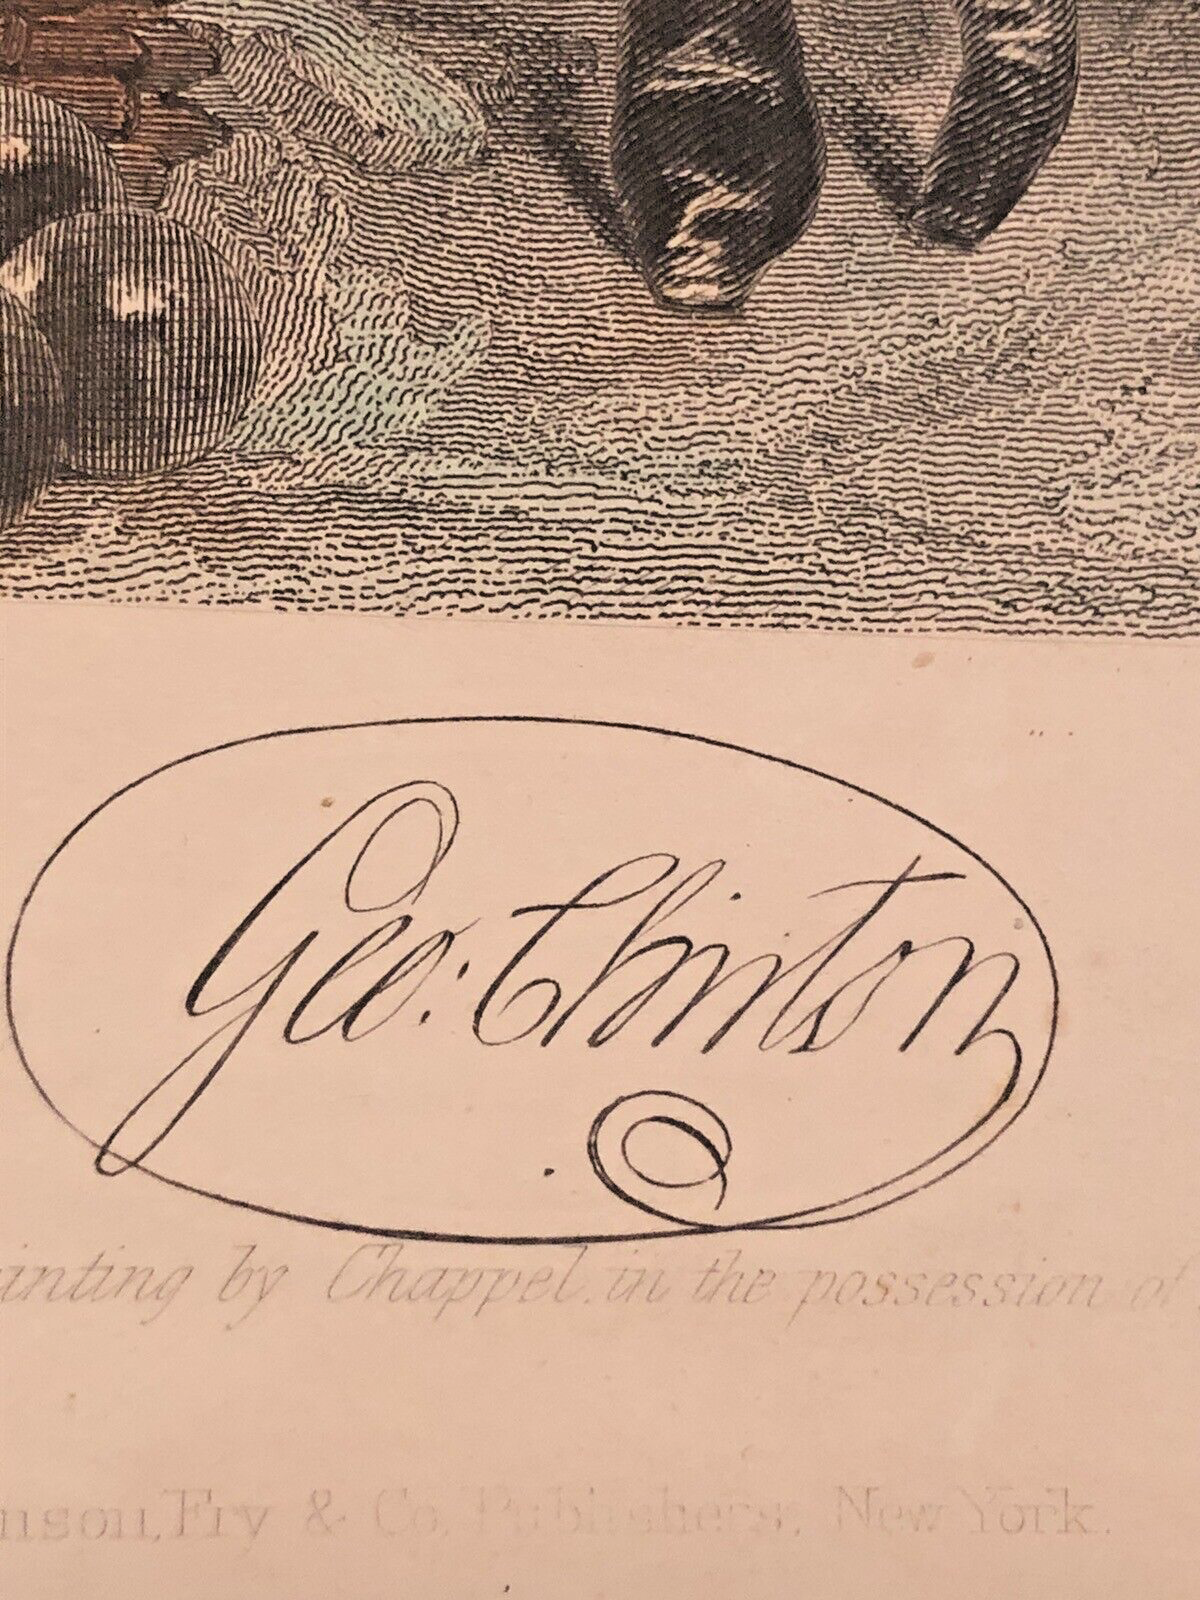 Geo: Clinton
inting by Chappel, in the possession of
nson, Fry & Co. Publishers, New York.